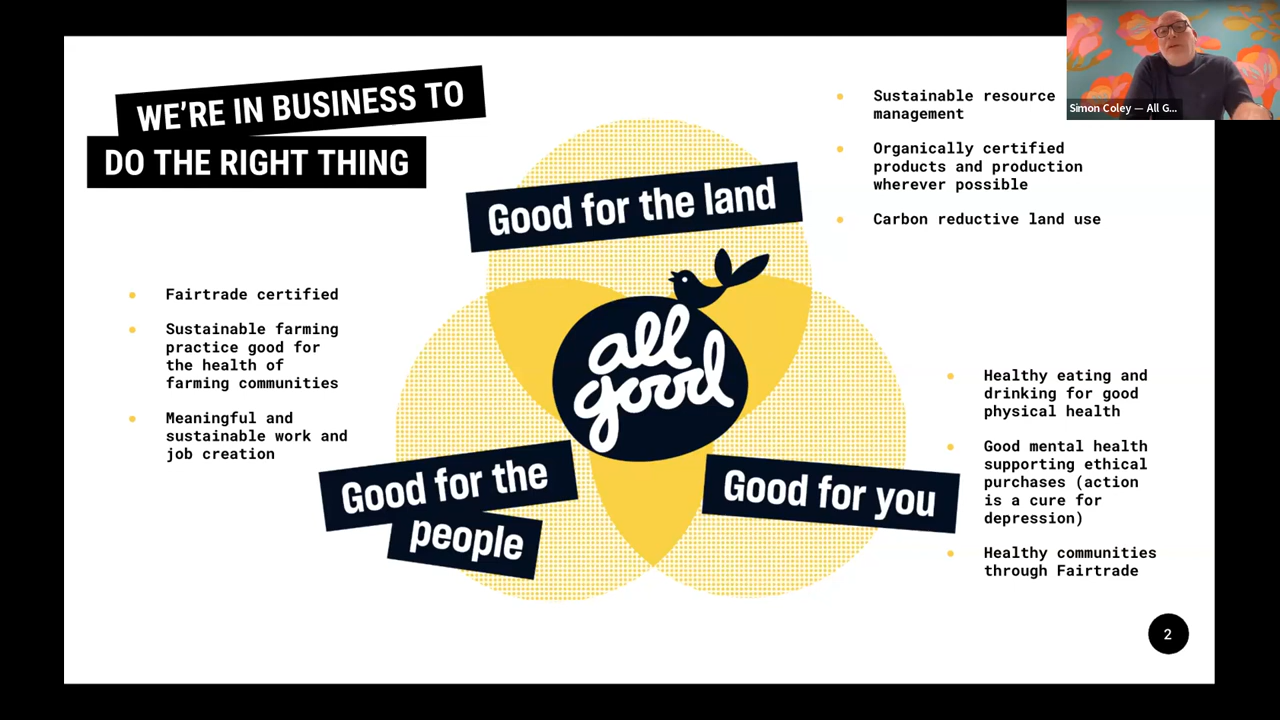 WE'RE IN BUSINESS TO
DO THE RIGHT THING
Good for the land
Sustainable resource
management
Organically certified
products and production
wherever possible
Carbon reductive land use
Simon Coley — All G...
Fairtrade certified
Sustainable farming
practice good for
the health of
farming communities
Meaningful and
sustainable work and
job creation
all
good
Good for the
people
Good for you
Healthy eating and
drinking for good
physical health
Good mental health
supporting ethical
purchases (action
is a cure for
depression)
Healthy communities
through Fairtrade
2